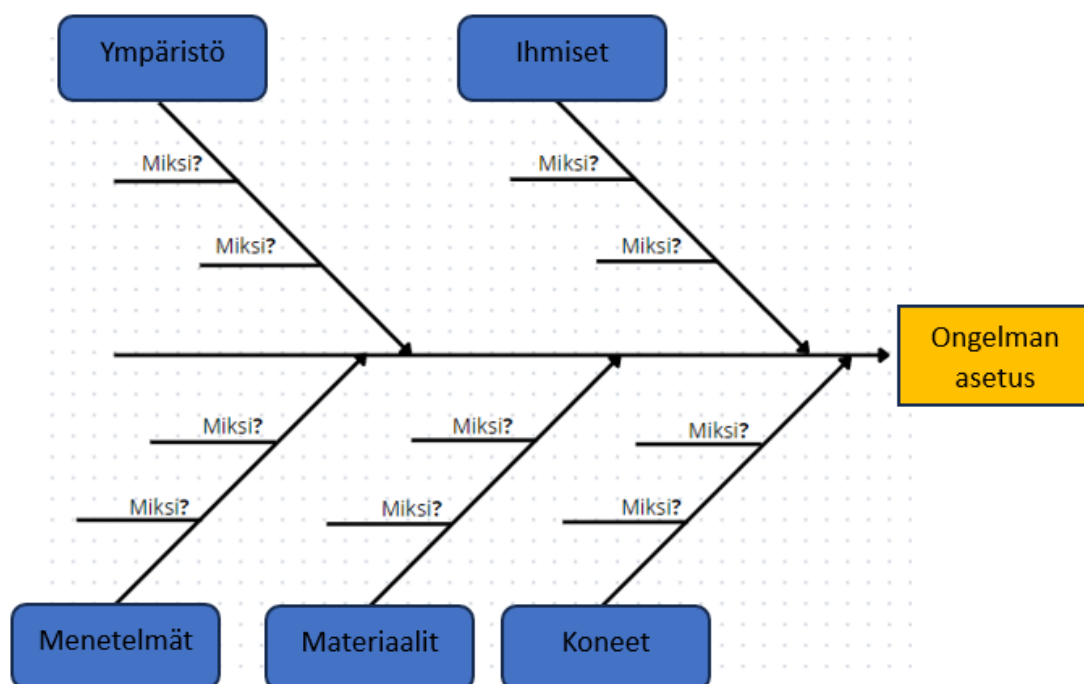 Ympäristö
Ihmiset
Miksi?
Miksi?
Miksi?
Miksi?
Ongelman
asetus
Miksi?
Miksi?
Miksi?
Miksi?
Miksi?
Miksi?
Menetelmät
Materiaalit
Koneet